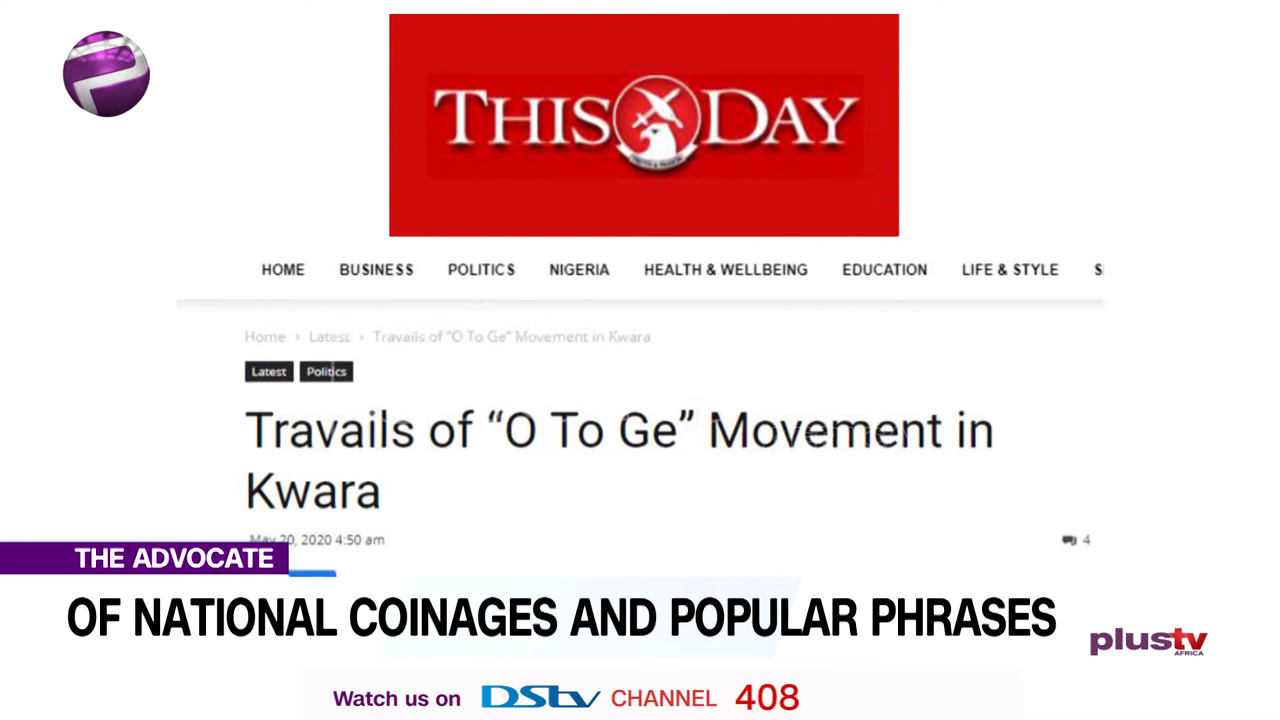 THISDAY
HOME BUSINESS POLITICS NIGERIA HEALTH & WELLBEING EDUCATION LIFE & STYLE
Home › Latest › Travails of "O To Ge" Movement in Kwara
Latest Politics
Travails of “O To Ge” Movement in
Kwara
May 20, 2020 4:50 am 4
THE ADVOCATE
OF NATIONAL COINAGES AND POPULAR PHRASES
plustv
AFRICA
Watch us on DStv CHANNEL 408